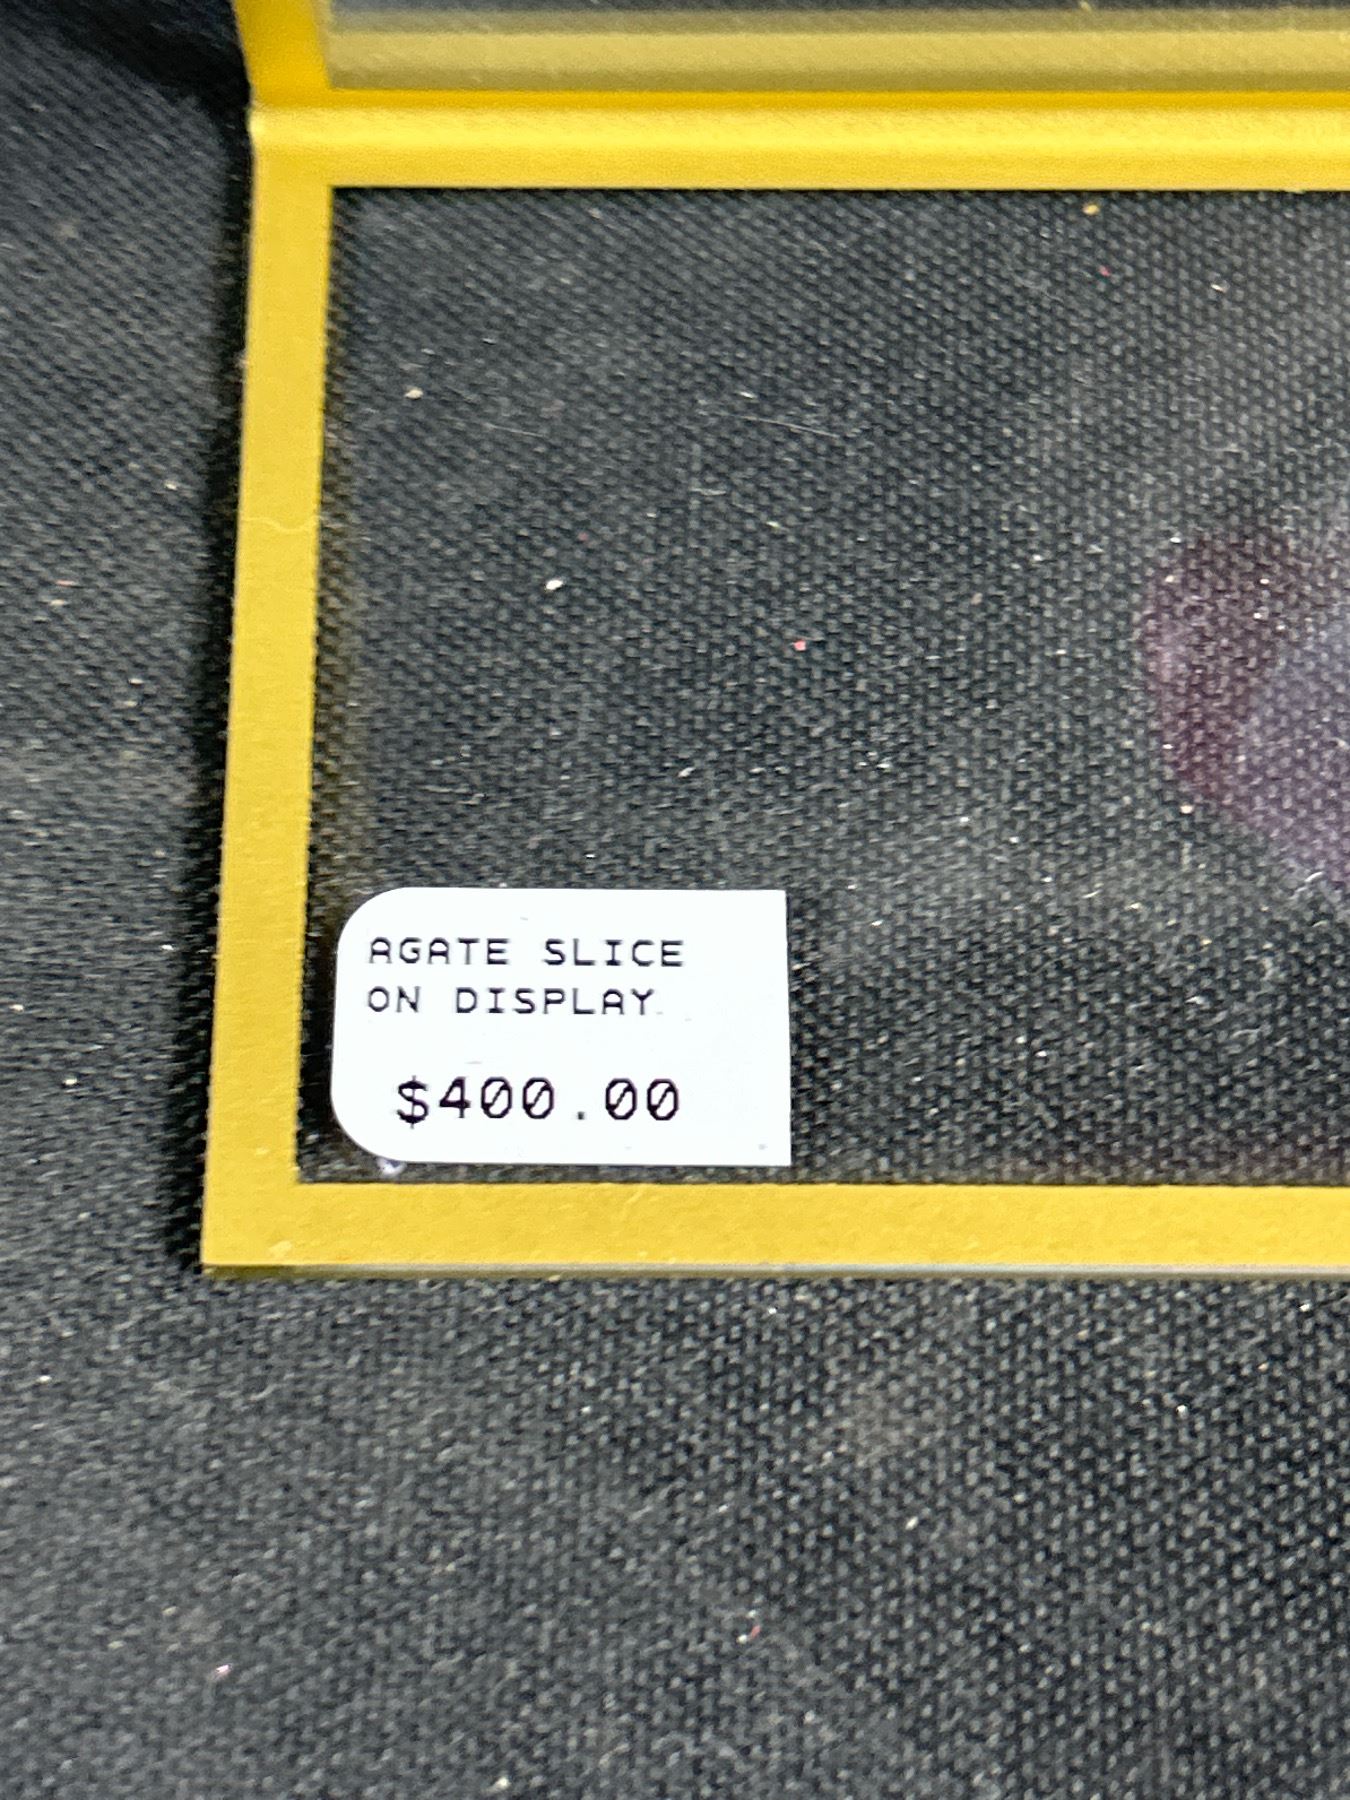 AGATE SLICE
ON DISPLAY
$400.00